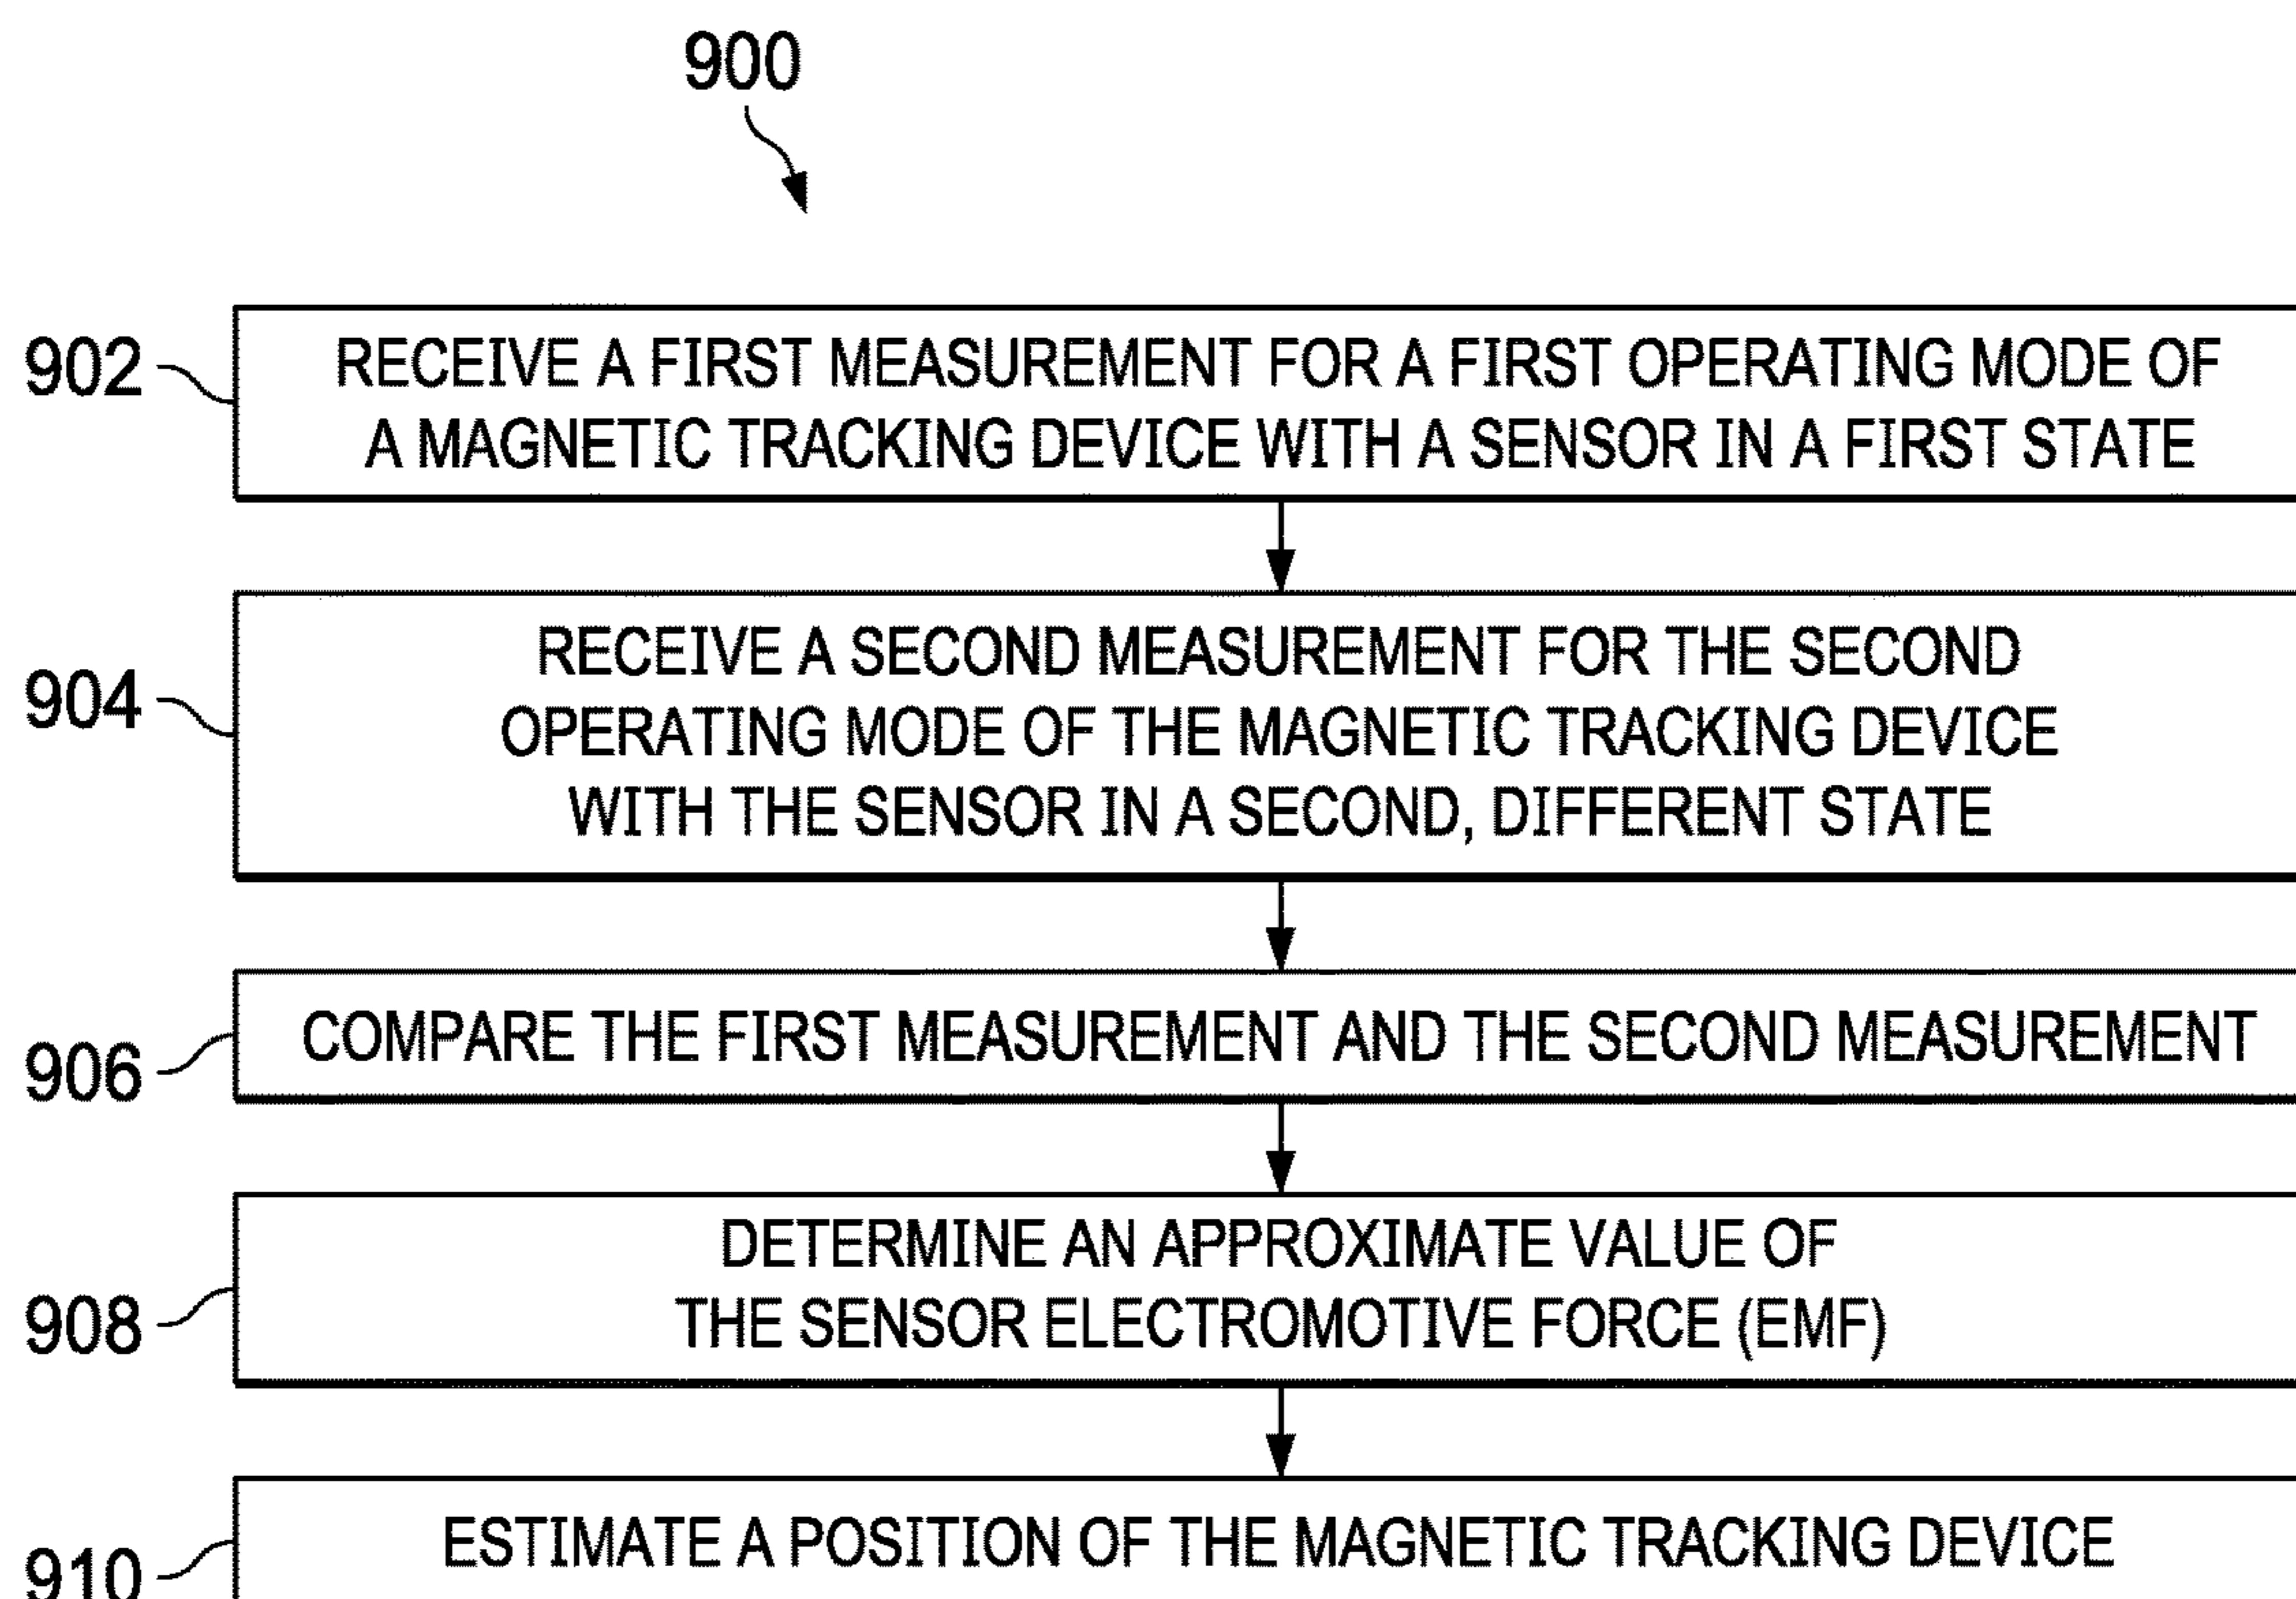 900
902
RECEIVE A FIRST MEASUREMENT FOR A FIRST OPERATING MODE OF
A MAGNETIC TRACKING DEVICE WITH A SENSOR IN A FIRST STATE
904
RECEIVE A SECOND MEASUREMENT FOR THE SECOND
OPERATING MODE OF THE MAGNETIC TRACKING DEVICE
WITH THE SENSOR IN A SECOND, DIFFERENT STATE
906
COMPARE THE FIRST MEASUREMENT AND THE SECOND MEASUREMENT
908
DETERMINE AN APPROXIMATE VALUE OF
THE SENSOR ELECTROMOTIVE FORCE (EMF)
910
ESTIMATE A POSITION OF THE MAGNETIC TRACKING DEVICE